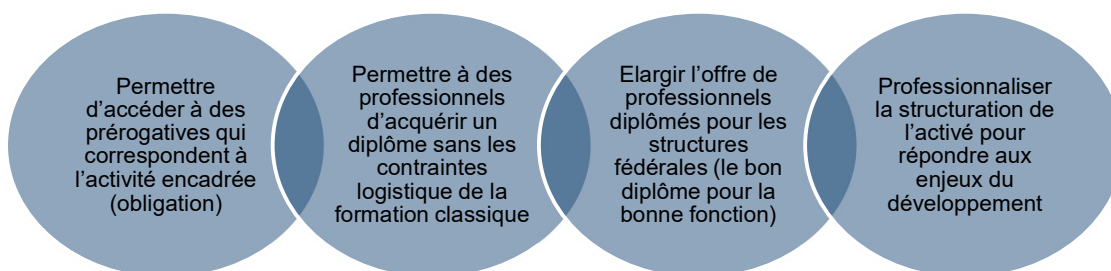 Permettre
d'accéder à des
prérogatives qui
correspondent à
l'activité encadrée
(obligation)
Permettre à des
professionnels
d'acquérir un
diplôme sans les
contraintes
logistique de la
formation classique
Elargir l'offre de
professionnels
diplômés pour les
structures
fédérales (le bon
diplôme pour la
bonne fonction)
Professionnaliser
la structuration de
l'activé pour
répondre aux
enjeux du
développement